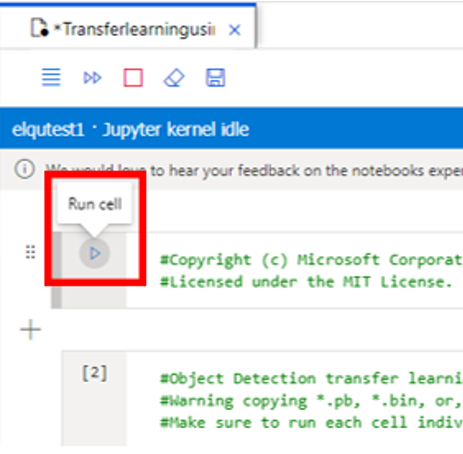 *Transferlearningusin
elqutest1 · Jupyter kernel idle
We would love to hear your feedback on the notebooks exper
Run cell
#Copyright (c) Microsoft Corporat
#Licensed under the MIT License.
[2]
#Object Detection transfer learni
#Warning copying *.pb, *.bin, or,
#Make sure to run each cell indiv